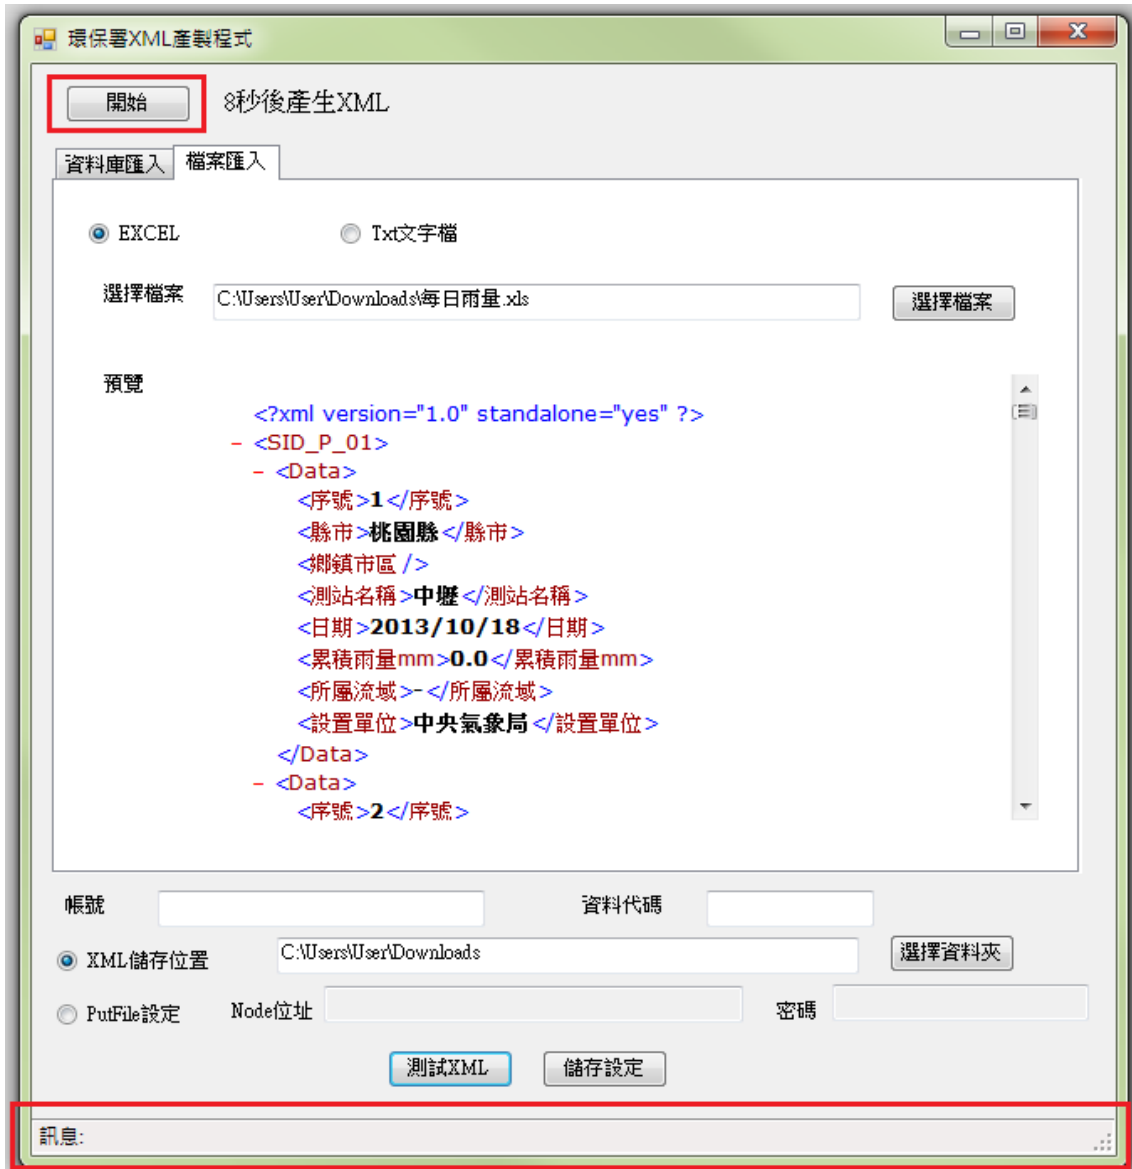 環保署XML產製程式
開始 8秒後產生XML
資料庫匯入 檔案匯入
EXCEL Txt文字檔
選擇檔案 C:\Users\User\Downloads\每日雨量.xls 選擇檔案
預覽
<?xml version="1.0" standalone="yes" ?>
- <SID_P_01>
- <Data>
<序號>1</序號>
<縣市>桃園縣</縣市>
<鄉鎮市區 />
<測站名稱>中壢</測站名稱>
<日期>2013/10/18</日期>
<累積雨量mm>0.0</累積雨量mm>
<所屬流域>-</所屬流域>
<設置單位>中央氣象局</設置單位>
</Data>
- <Data>
<序號>2</序號>
帳號 資料代碼
XML儲存位置 C:\Users\User\Downloads 選擇資料夾
PutFile設定 Node位址 密碼
測試XML 儲存設定
訊息: